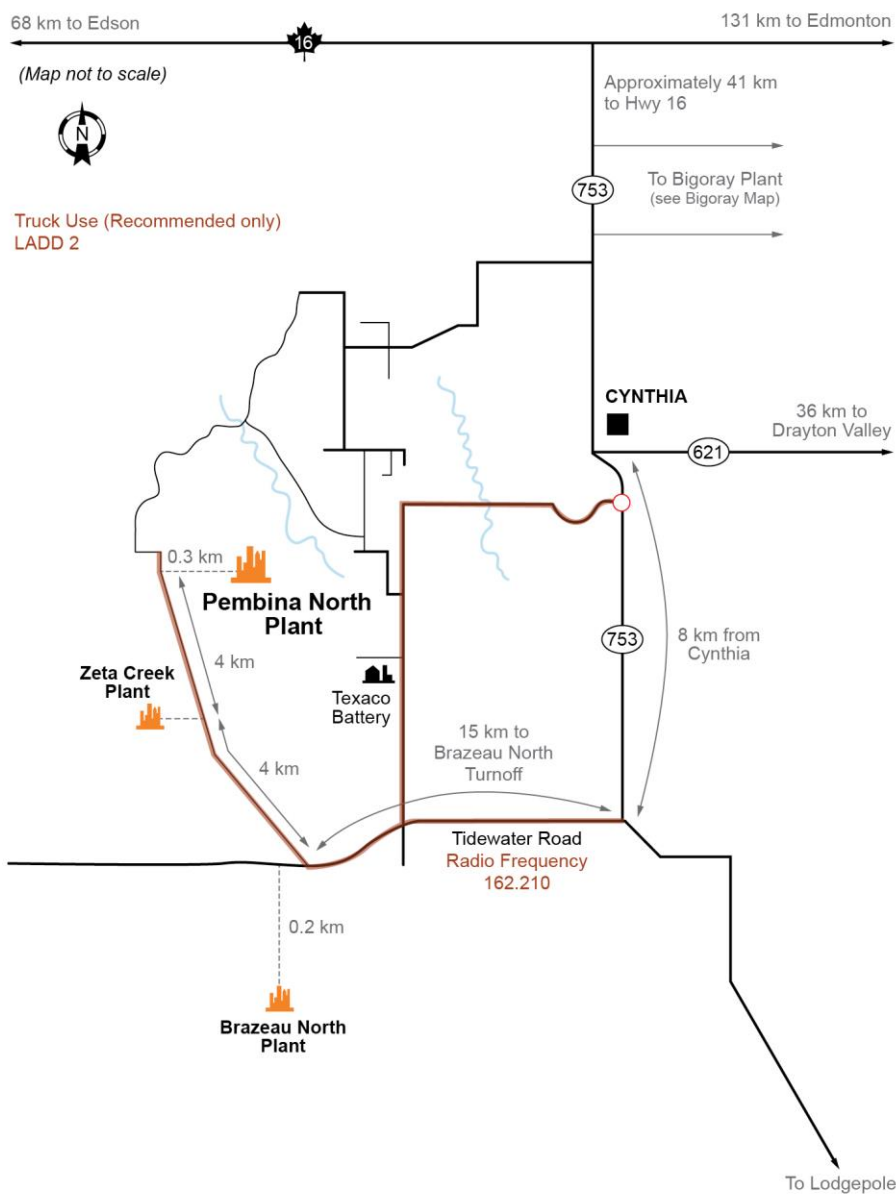 68 km to Edson
131 km to Edmonton
16
(Map not to scale)
N
Approximately 41 km
to Hwy 16
753
To Bigoray Plant
(see Bigoray Map)
Truck Use (Recommended only)
LADD 2
CYNTHIA
36 km to
Drayton Valley
621
0.3 km
Pembina North
Plant
753
8 km from
Cynthia
4 km
Zeta Creek
Plant
Texaco
Battery
15 km to
Brazeau North
Turnoff
4 km
Tidewater Road
Radio Frequency
162.210
0.2 km
Brazeau North
Plant
To Lodgepole